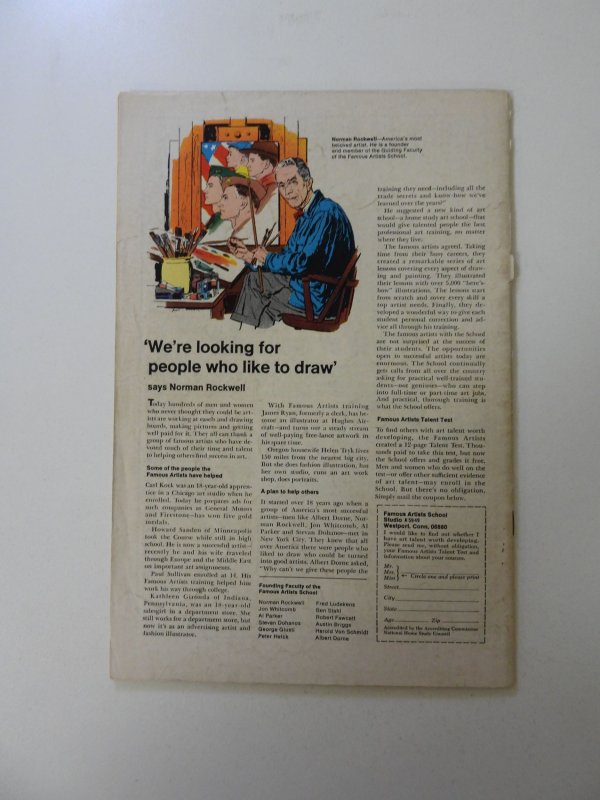 Norman Rockwell—America's most
beloved artist. He is a founder
and member of the Guiding Faculty
of the Famous Artists School.
'We're looking for
people who like to draw'
says Norman Rockwell
Today hundreds of men and women
who never thought they could be art-
ists are working at easels and drawing
boards, making pictures and getting
well paid for it. They all can thank a
group of famous artists who have de-
voted much of their time and talent
to helping others find success in art.
Some of the people the
Famous Artists have helped
Carl Kock was an 18-year-old appren-
tice in a Chicago art studio when he
enrolled. Today he prepares ads for
such companies as General Motors
and Firestone—has won five gold
medals.
Howard Sanden of Minneapolis
took the Course while still in high
school. He is now a successful artist—
recently he and his wife traveled
through Europe and the Middle East
on important art assignments.
Paul Sullivan enrolled at 14. His
Famous Artists training helped him
work his way through college.
Kathleen Gironda of Indiana,
Pennsylvania, was an 18-year-old
salesgirl in a department store. She
still works for a department store, but
now it's as an advertising artist and
fashion illustrator.
With Famous Artists training
James Ryan, formerly a clerk, has be-
come an illustrator at Hughes Air-
craft—and turns out a steady stream
of well-paying free-lance artwork in
his spare time.
Oregon housewife Helen Teyk lives
150 miles from the nearest big city.
But she does fashion illustration, has
her own studio, runs an art work
shop, does portraits.
A plan to help others
It started over 18 years ago when a
group of America's most successful
artists—men like Albert Dorne, Nor-
man Rockwell, Jon Whitcomb, Al
Parker and Stevan Dohanos—met in
New York City. They knew that all
over America there were people who
liked to draw who could be turned
into good artists. Albert Dorne asked,
"Why can't we give these people the
Founding Faculty of the
Famous Artists School
Norman Rockwell
Jon Whitcomb
Al Parker
Stevan Dohanos
George Giusti
Peter Helck
Fred Ludekens
Ben Stahl
Robert Fawcett
Austin Briggs
Harold Von Schmidt
Albert Dorne
training they need—including all the
trade secrets and know-how we've
learned over the years?"
He suggested a new kind of art
school—a home study art school—that
would give talented people the best
professional art training, no matter
where they live.
The famous artists agreed. Taking
time from their busy careers, they
created a remarkable series of art
lessons covering every aspect of draw-
ing and painting. They illustrated
their lesson with over 5,000 "here's-
how" illustrations. The lessons start
from scratch and cover every skill a
top artist needs. Finally, they de-
veloped a wonderful way to give each
student personal correction and ad-
vice all through his training.
The famous artists with the School
are not surprised at the success of
their students. The opportunities
open to successful artists today are
enormous. The School continually
gets calls from all over the country
asking for practical well-trained stu-
dents—not geniuses—who can step
into full-time or part-time art jobs.
And practical, thorough training is
what the School offers.
Famous Artists Talent Test
To find others with art talent worth
developing, the Famous Artists
created a 12-page Talent Test. Thou-
sands paid to take this test, but now
the School offers and grades it free.
Men and women who do well on the
test—or offer other sufficient evidence
of art talent—may enroll in the
School. But there's no obligation.
Simply mail the coupon below.
Famous Artists School
Studio
Westport, Conn. 06880
I would like to find out whether I
have art talent worth developing.
Please send me, without obligation,
your Famous Artists Talent Test and
information about your courses.
Mr.
Mrs.
Miss
Circle one and please print
Street
City
State
Age Zip
Accredited by the Accrediting Commission
National Home Study Council